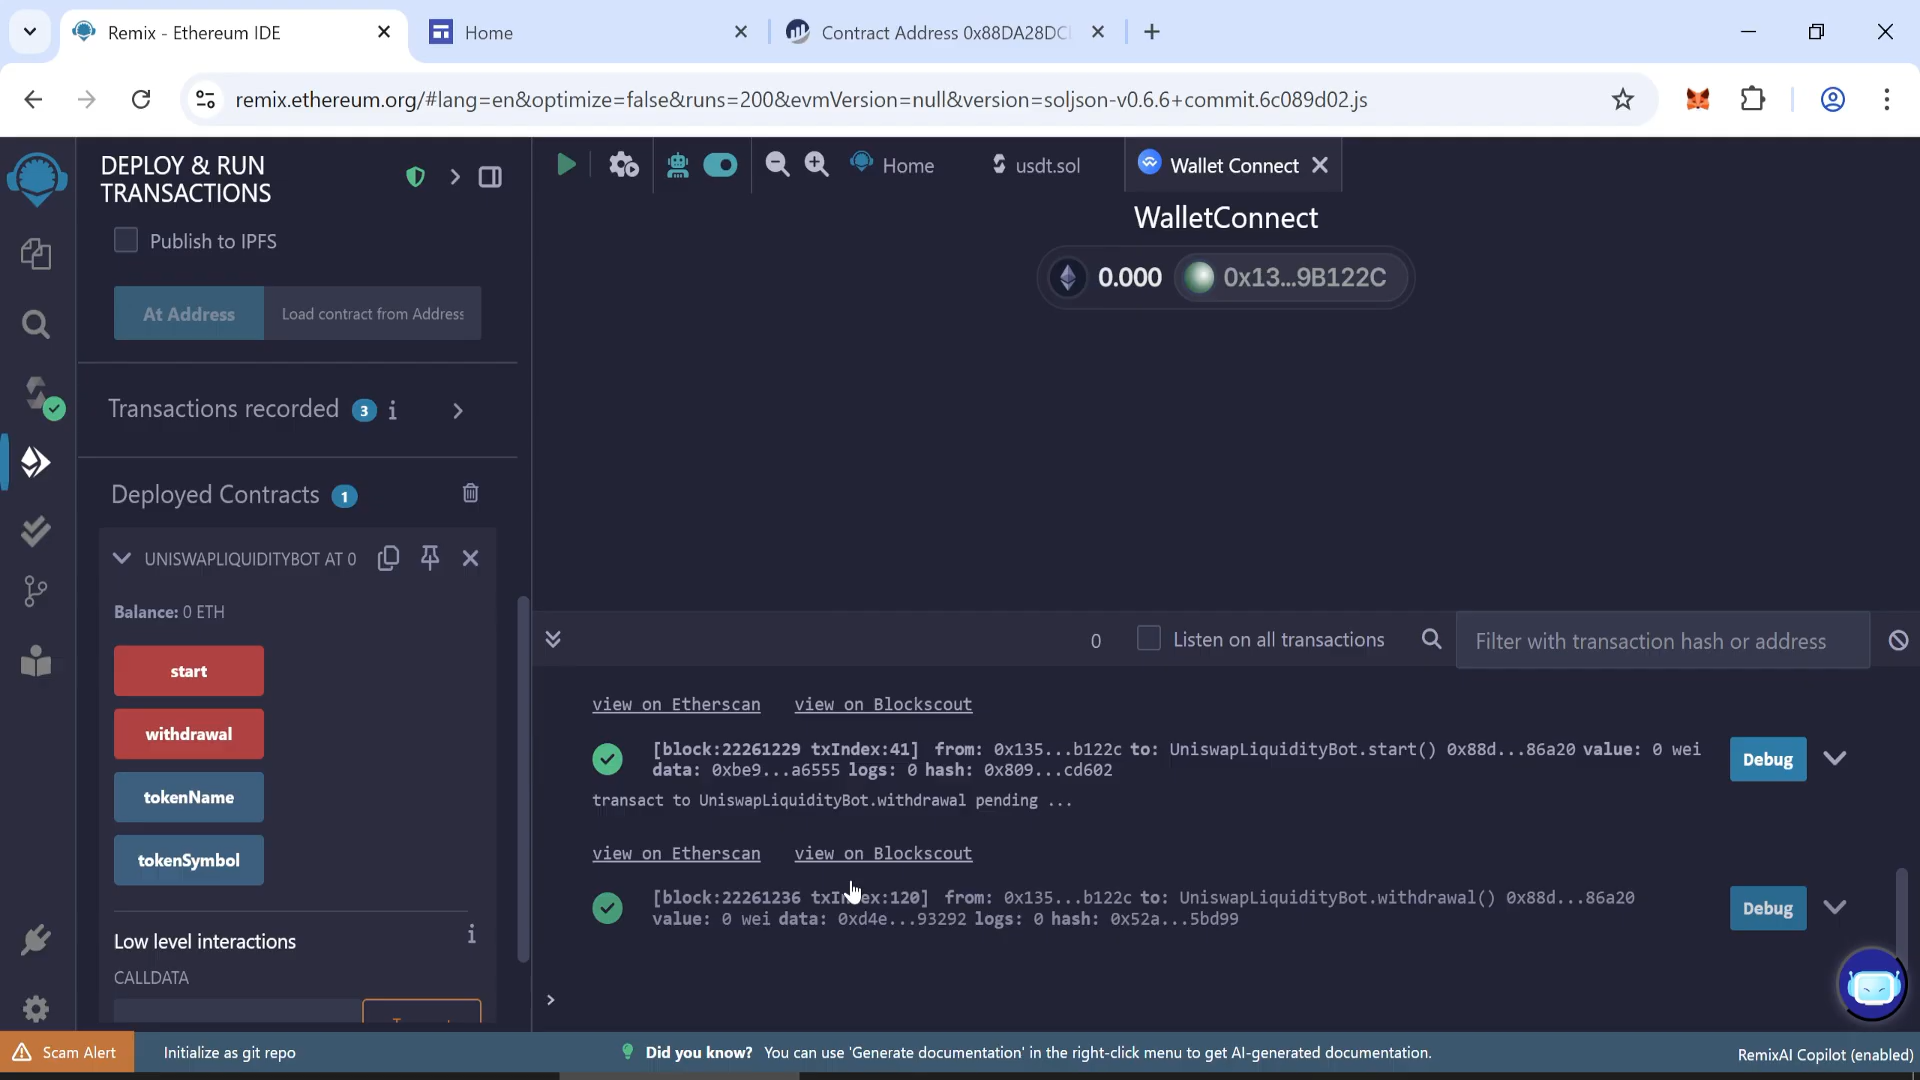 Remix - Ethereum IDE
Home
Contract Address 0x88DA28DC
remix.ethereum.org/#lang=en&optimize=false&runs=200&evmVersion=null&version=soljson-v0.6.6+commit.6c089d02.js
DEPLOY & RUN
TRANSACTIONS
Home
usdt.sol
Wallet Connect
WalletConnect
0.000 0x13...9B122C
Publish to IPFS
At Address Load contract from Address
Transactions recorded 3 i
Deployed Contracts 1
UNISWAPLIQUIDITYBOT AT 0
Balance: 0 ETH
start
withdrawal
tokenName
tokenSymbol
Low level interactions i
CALLDATA
0 Listen on all transactions Filter with transaction hash or address
view on Etherscan view on Blockscout
[block:22261229 txIndex:41] from: 0x135...b122c to: UniswapLiquidityBot.start() 0x88d...86a20 value: 0 wei
data: 0xbe9...a6555 logs: 0 hash: 0x809...cd602
Debug
transact to UniswapLiquidityBot.withdrawal pending ...
view on Etherscan view on Blockscout
[block:22261236 txIndex:120] from: 0x135...b122c to: UniswapLiquidityBot.withdrawal() 0x88d...86a20
value: 0 wei data: 0xd4e...93292 logs: 0 hash: 0x52a...5bd99
Debug
>
Scam Alert
Initialize as git repo
Did you know? You can use 'Generate documentation' in the right-click menu to get AI-generated documentation.
RemixAI Copilot (enabled)